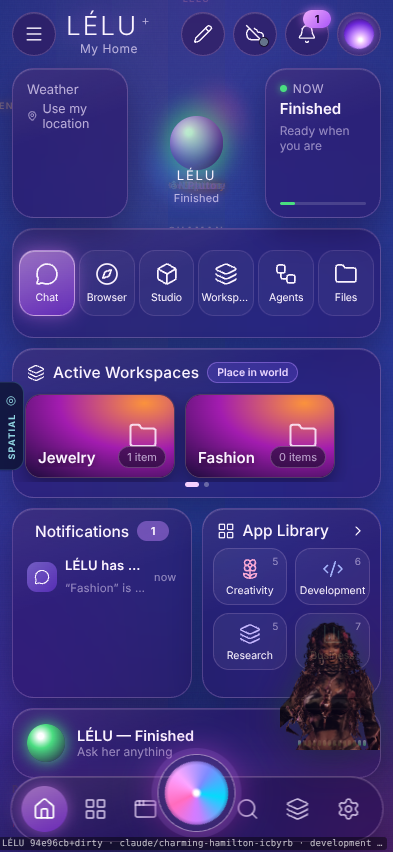 LÉLU +
My Home
1
Weather
Use my
location
NOW
Finished
Ready when
you are
LÉLU
Finished
Chat
Browser
Studio
Worksp...
Agents
Files
SPATIAL
Active Workspaces
Place in world
Jewelry
1 item
Fashion
0 items
Notifications
1
LÉLU has ...
"Fashion" is ...
now
App Library
5
Creativity
6
Development
5
Research
7
LÉLU — Finished
Ask her anything
LÉLU 94e96cb+dirty · claude/charming-hamilton-icbyrb · development …